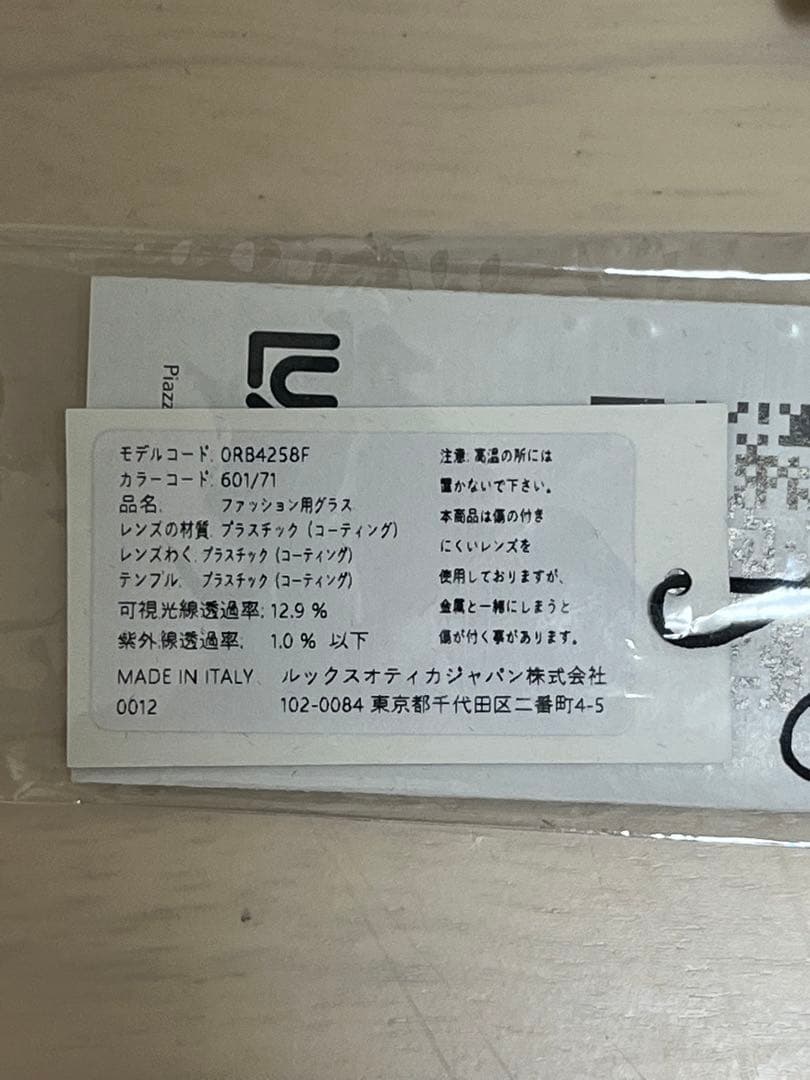 Piazz
モデルコード: 0RB4258F
カラーコード: 601/71
品名: ファッション用グラス
レンズの材質: プラスチック (コーティング)
レンズわく: プラスチック (コーティング)
テンプル: プラスチック (コーティング)
可視光線透過率: 12.9 %
紫外線透過率: 1.0 % 以下
MADE IN ITALY
0012
注意: 高温の所には
置かないで下さい。
本商品は傷の付き
にくいレンズを
使用しておりますが、
金属と一緒にしまうと
傷が付く事があります。
ルックスオティカジャパン株式会社
102-0084 東京都千代田区二番町4-5